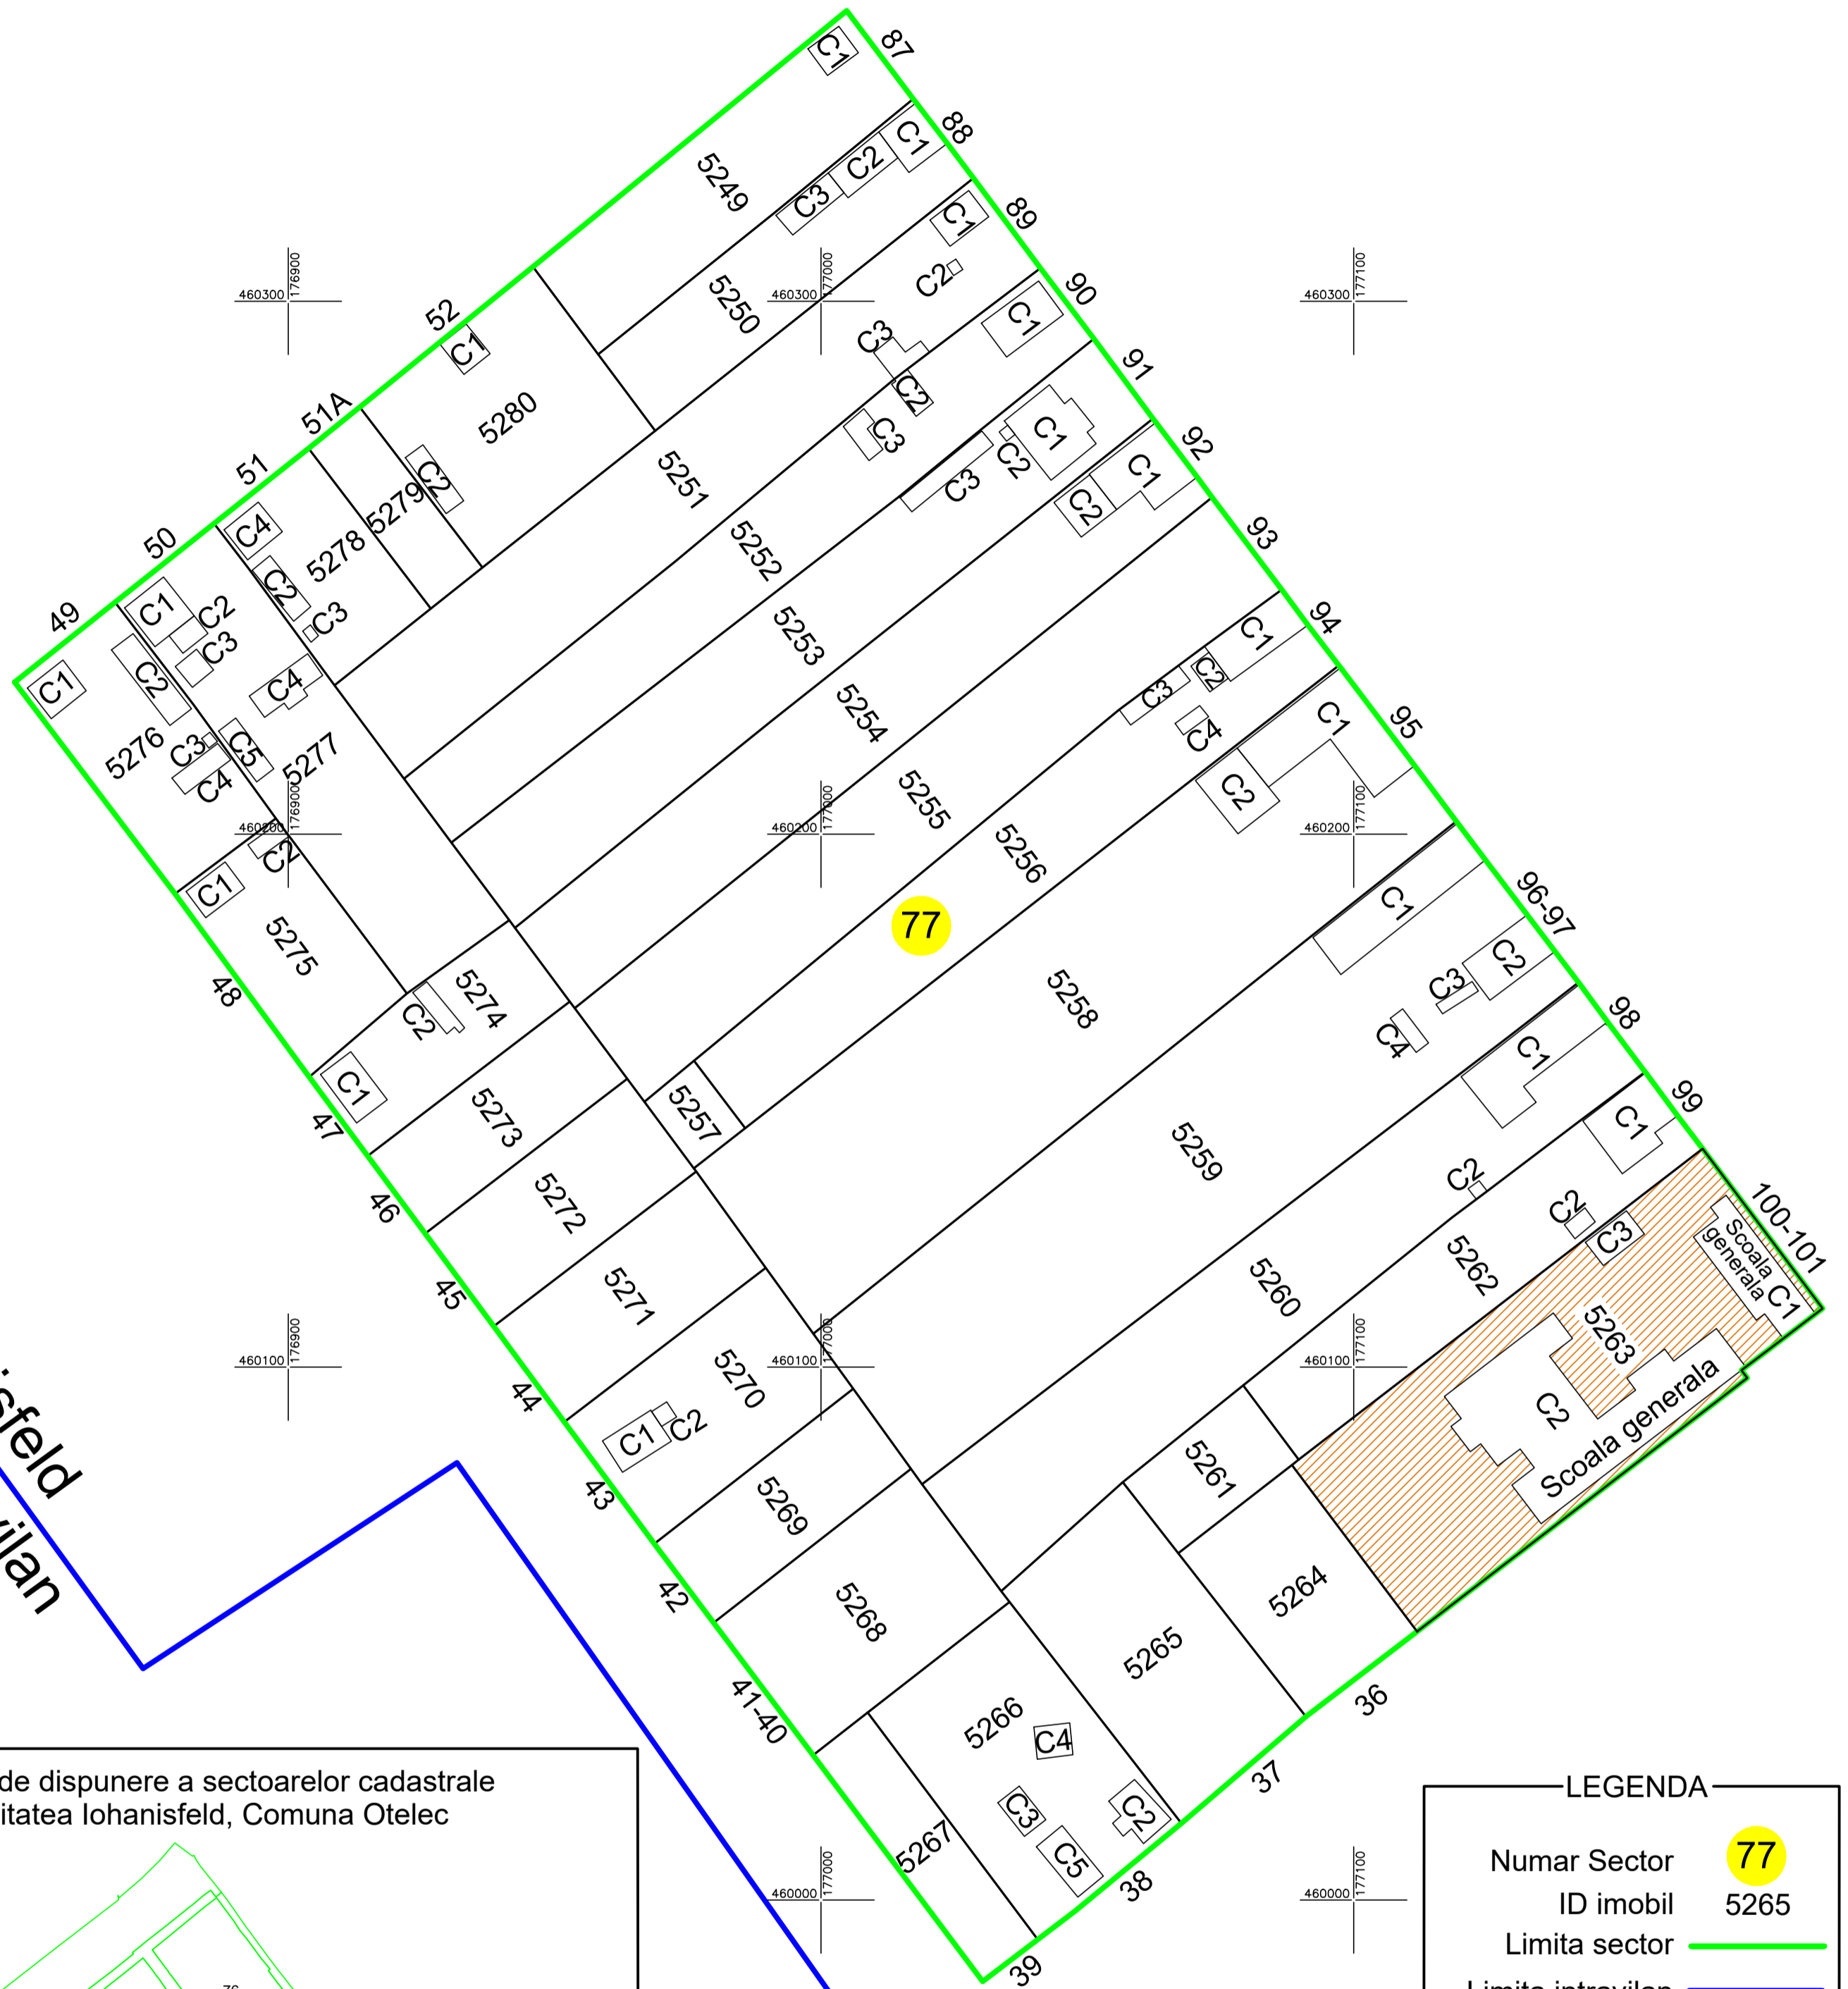 87
C1
88
C1
C2
C3
5249
89
C1
C2
5250
90
C1
C3
C2
C3
52
C1
5280
91
C1
C2
C3
51A
5279
C2
5251
92
C1
C2
51
5278
C4
C2
C3
5252
93
50
C1
C2
C3
C4
C5
5277
5253
94
C1
C2
C3
C4
49
C1
C2
C3
C4
5276
5254
95
C1
C2
5255
5256
77
C1
C2
5275
48
96-97
C1
C2
C3
C4
5258
5274
C2
C1
47
98
C1
5257
5273
46
99
C1
C2
5259
5272
45
C2
C3
100-101
Scoala
generala
C1
5262
5260
5271
44
5263
C2
Scoala generala
5270
C1
C2
43
5261
5269
42
5264
5268
5265
41-40
36
5266
C4
C3
C2
C5
37
5267
38
39
460300
176900
460300
177000
460300
177100
460200
176900
460200
177000
460200
177100
460100
176900
460100
177000
460100
177100
460000
177000
460000
177100
sfeld
vilan
de dispunere a sectoarelor cadastrale
itatea Iohanisfeld, Comuna Otelec
76
LEGENDA
Numar Sector 77
ID imobil 5265
Limita sector
Limita intravilan